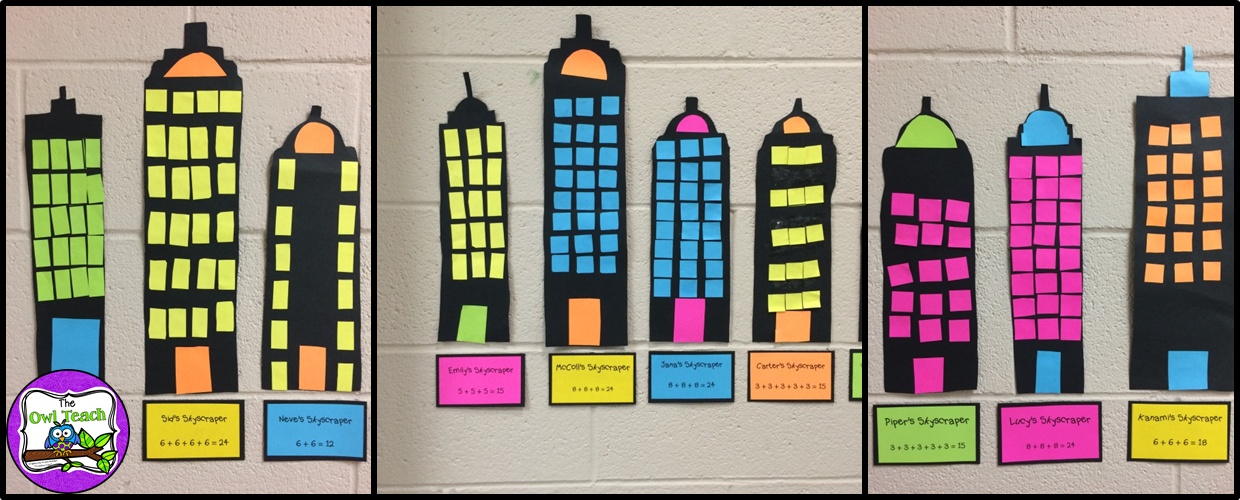 The
Owl Teach
Sid's Skyscraper
6 + 6 + 6 + 6 = 24
Neve's Skyscraper
6 + 6 = 12
Emily's Skyscraper
5 + 5 + 5 = 15
McColl's Skyscraper
8 + 8 + 8 = 24
Jana's Skyscraper
8 + 8 + 8 = 24
Carter's Skyscraper
3 + 3 + 3 + 3 + 3 = 15
Piper's Skyscraper
3 + 3 + 3 + 3 + 3 = 15
Lucy's Skyscraper
8 + 8 + 8 = 24
Kanami's Skyscraper
6 + 6 + 6 = 18